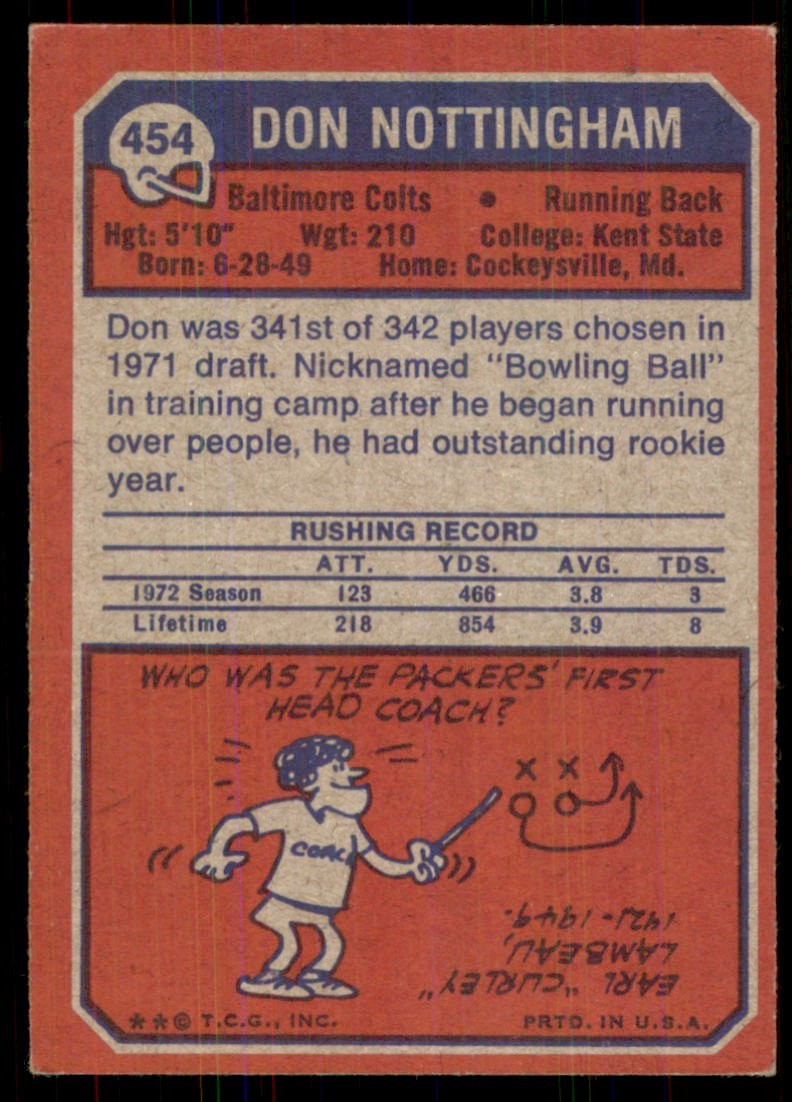 454
DON NOTTINGHAM
Baltimore Colts • Running Back
Hgt: 5'10" Wgt: 210 College: Kent State
Born: 6-28-49 Home: Cockeysville, Md.
Don was 341st of 342 players chosen in
1971 draft. Nicknamed "Bowling Ball"
in training camp after he began running
over people, he had outstanding rookie
year.
RUSHING RECORD
ATT. YDS. AVG. TDS.
1972 Season 123 466 3.8 3
Lifetime 218 854 3.9 8
WHO WAS THE PACKERS' FIRST
HEAD COACH?
X X
COACH
EARL "CURLEY"
LAMBEAU,
1921-1949.
**© T.C.G., INC. PRTD. IN U.S.A.